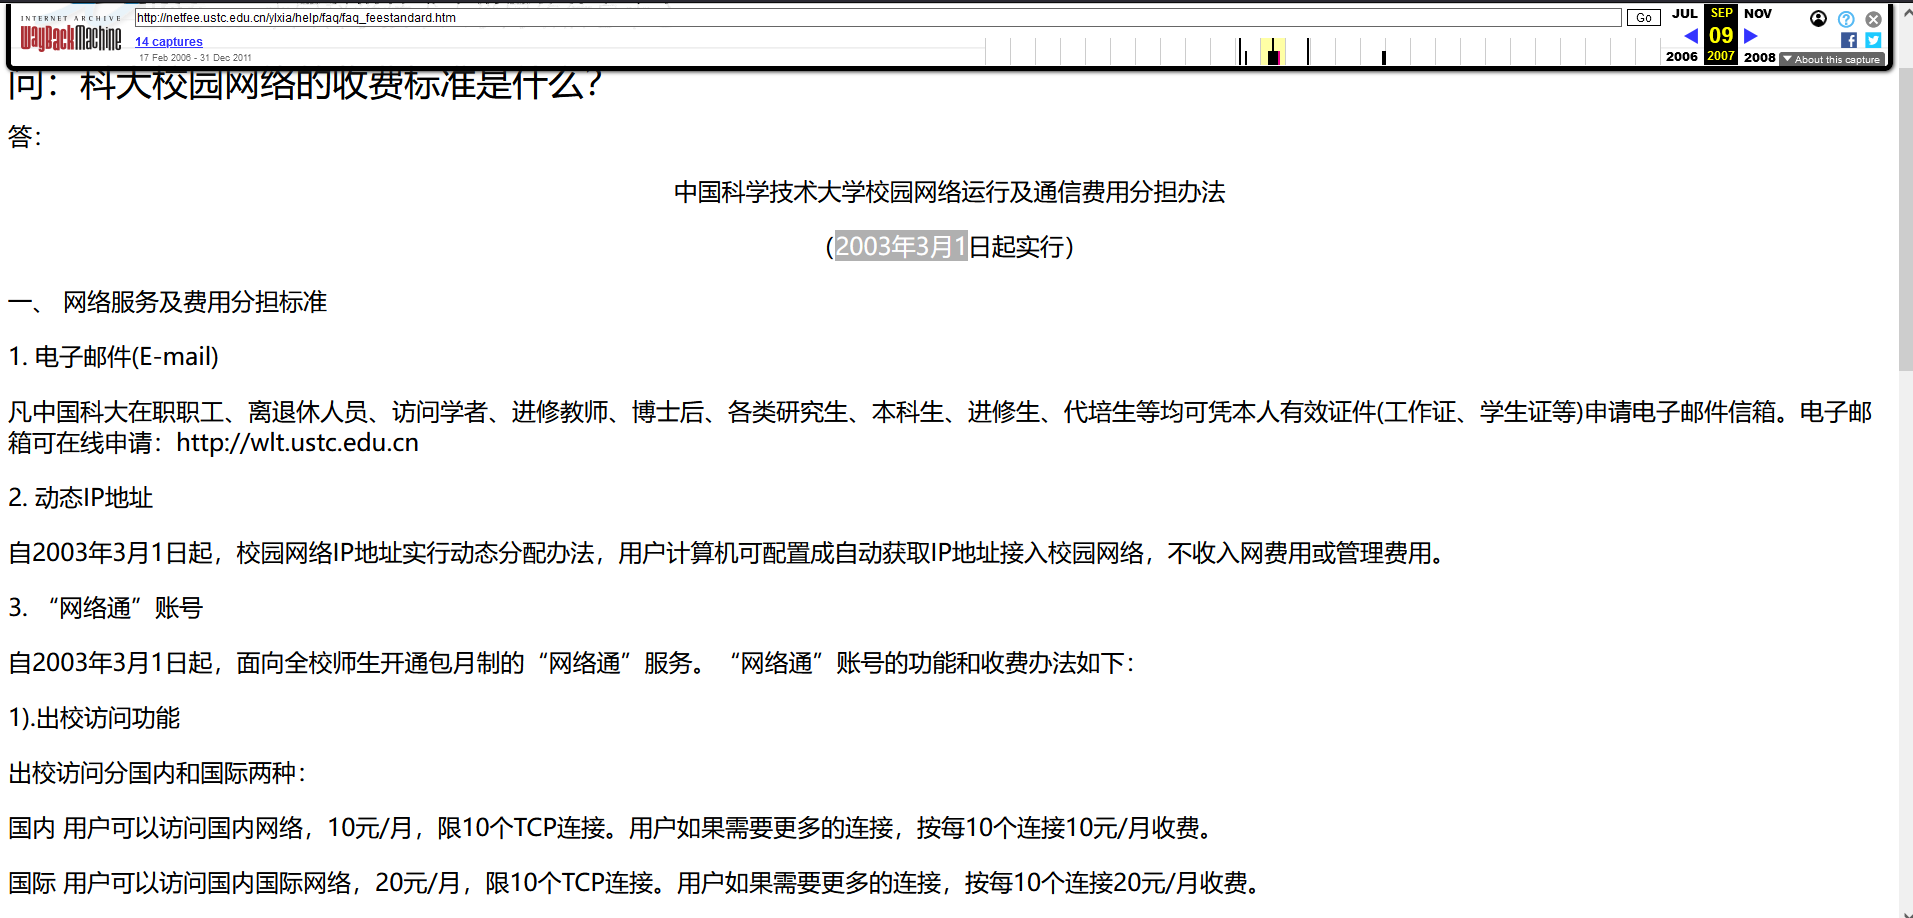 INTERNET ARCHIVE
WayBackMachine
http://netfee.ustc.edu.cn/ylxia/help/faq/faq_feestandard.htm
Go
JUL
SEP
NOV
14 captures
09
17 Feb 2006 - 31 Dec 2011
2006
2007
2008
About this capture
问：科大校园网络的收费标准是什么？
答：
中国科学技术大学校园网络运行及通信费用分担办法
（2003年3月1日起实行）
一、 网络服务及费用分担标准
1. 电子邮件(E-mail)
凡中国科大在职职工、离退休人员、访问学者、进修教师、博士后、各类研究生、本科生、进修生、代培生等均可凭本人有效证件(工作证、学生证等)申请电子邮件信箱。电子邮
箱可在线申请：http://wlt.ustc.edu.cn
2. 动态IP地址
自2003年3月1日起，校园网络IP地址实行动态分配办法，用户计算机可配置成自动获取IP地址接入校园网络，不收入网费用或管理费用。
3. “网络通”账号
自2003年3月1日起，面向全校师生开通包月制的“网络通”服务。 “网络通”账号的功能和收费办法如下：
1).出校访问功能
出校访问分国内和国际两种：
国内 用户可以访问国内网络，10元/月，限10个TCP连接。用户如果需要更多的连接，按每10个连接10元/月收费。
国际 用户可以访问国内国际网络，20元/月，限10个TCP连接。用户如果需要更多的连接，按每10个连接20元/月收费。